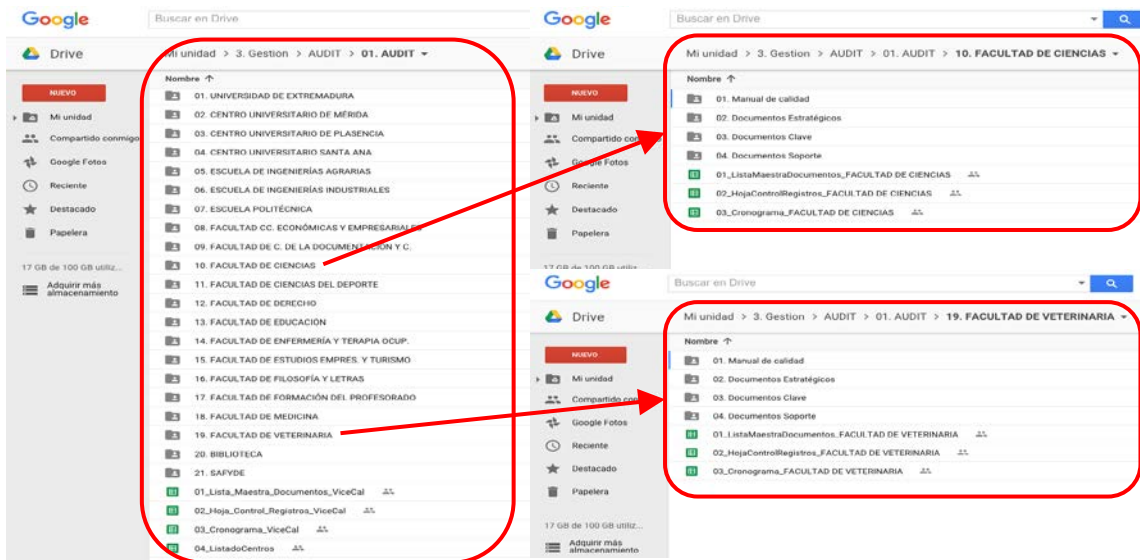 Google
Buscar en Drive
Drive
Mi unidad > 3. Gestion > AUDIT > 01. AUDIT
Nombre ↑
NUEVO
Mi unidad
Compartido conmigo
Google Fotos
Reciente
Destacado
Papelera
17 GB de 100 GB utiliz...
Adquirir más
almacenamiento
01. UNIVERSIDAD DE EXTREMADURA
02. CENTRO UNIVERSITARIO DE MÉRIDA
03. CENTRO UNIVERSITARIO DE PLASENCIA
04. CENTRO UNIVERSITARIO SANTA ANA
05. ESCUELA DE INGENIERÍAS AGRARIAS
06. ESCUELA DE INGENIERÍAS INDUSTRIALES
07. ESCUELA POLITÉCNICA
08. FACULTAD CC. ECONÓMICAS Y EMPRESARIALES
09. FACULTAD DE C. DE LA DOCUMENTACIÓN Y C.
10. FACULTAD DE CIENCIAS
11. FACULTAD DE CIENCIAS DEL DEPORTE
12. FACULTAD DE DERECHO
13. FACULTAD DE EDUCACIÓN
14. FACULTAD DE ENFERMERÍA Y TERAPIA OCUP.
15. FACULTAD DE ESTUDIOS EMPRES. Y TURISMO
16. FACULTAD DE FILOSOFÍA Y LETRAS
17. FACULTAD DE FORMACIÓN DEL PROFESORADO
18. FACULTAD DE MEDICINA
19. FACULTAD DE VETERINARIA
20. BIBLIOTECA
21. SAFYDE
01_Lista_Maestra_Documentos_ViceCal
02_Hoja_Control_Registros_ViceCal
03_Cronograma_ViceCal
04_ListadoCentros
Google
Buscar en Drive
Drive
Mi unidad > 3. Gestion > AUDIT > 01. AUDIT > 10. FACULTAD DE CIENCIAS
Nombre ↑
NUEVO
Mi unidad
Compartido con
Google Fotos
Reciente
Destacado
Papelera
17 GB de 100 GB utiliz
01. Manual de calidad
02. Documentos Estratégicos
03. Documentos Clave
04. Documentos Soporte
01_ListaMaestraDocumentos_FACULTAD DE CIENCIAS
02_HojaControlRegistros_FACULTAD DE CIENCIAS
03_Cronograma_FACULTAD DE CIENCIAS
Google
Buscar en Drive
Drive
Mi unidad > 3. Gestion > AUDIT > 01. AUDIT > 19. FACULTAD DE VETERINARIA
Nombre ↑
NUEVO
Mi unidad
Compartido con
Google Fotos
Reciente
Destacado
Papelera
17 GB de 100 GB utiliz...
Adquirir más
almacenamiento
01. Manual de calidad
02. Documentos Estratégicos
03. Documentos Clave
04. Documentos Soporte
01_ListaMaestraDocumentos_FACULTAD DE VETERINARIA
02_HojaControlRegistros_FACULTAD DE VETERINARIA
03_Cronograma_FACULTAD DE VETERINARIA